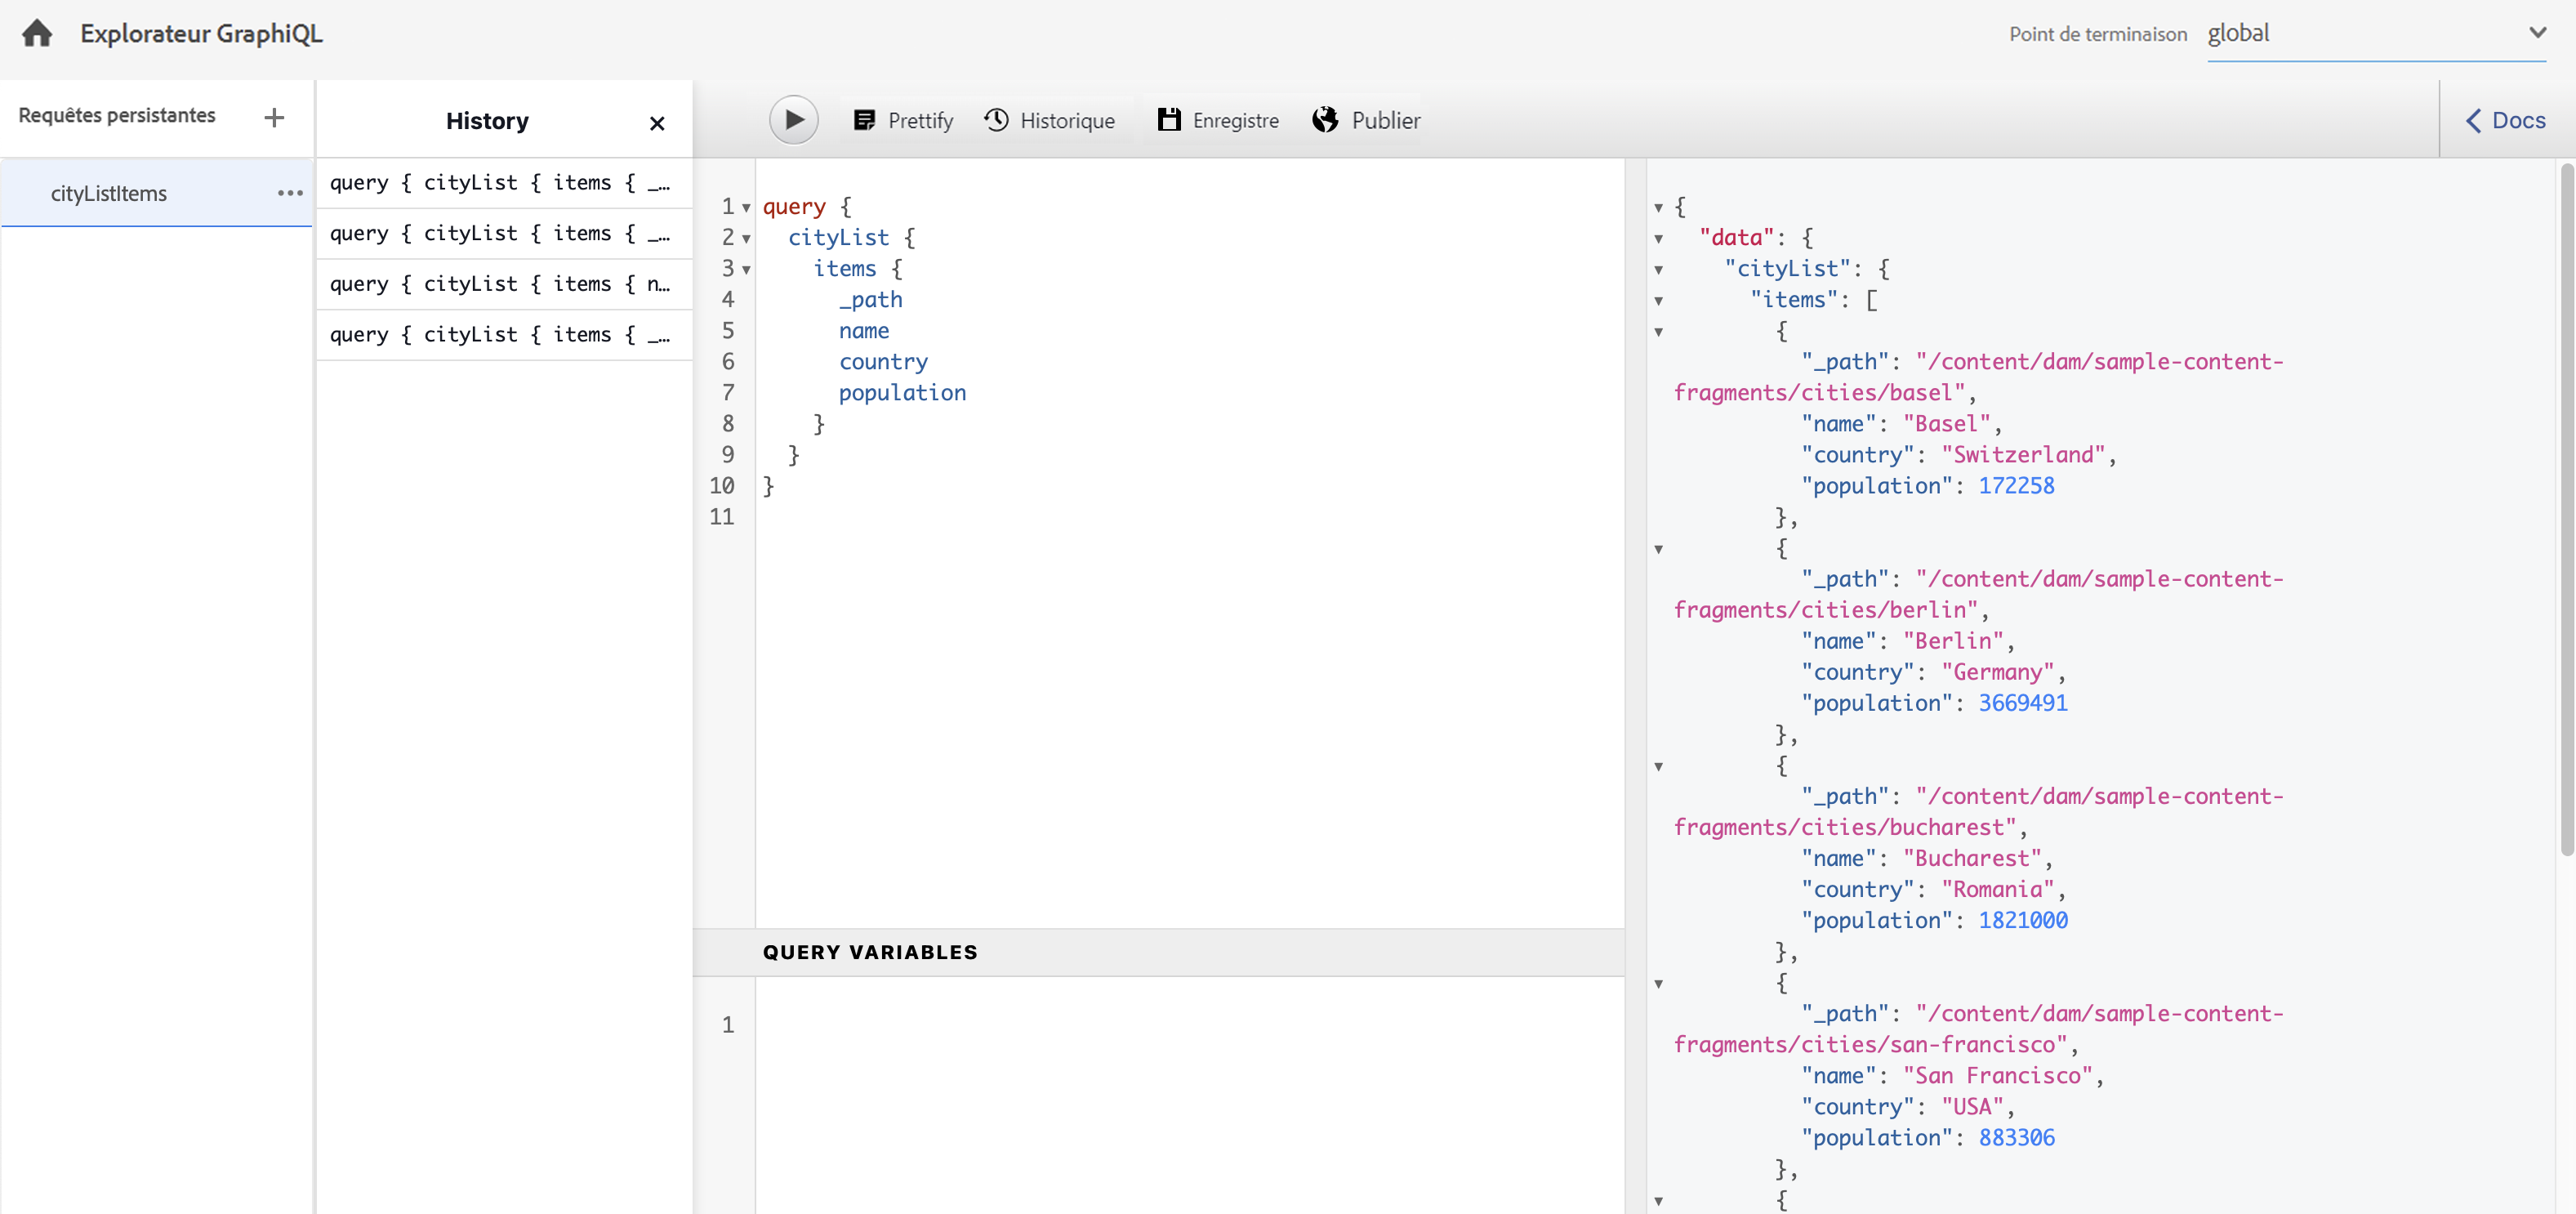 Explorateur GraphiQL
Point de terminaison global
Requêtes persistantes +
cityListItems ...
History ×
query { cityList { items { _…
query { cityList { items { _…
query { cityList { items { n…
query { cityList { items { _…
Prettify Historique Enregistre Publier
Docs
1 query {
2 cityList {
3 items {
4 _path
5 name
6 country
7 population
8 }
9 }
10 }
11
QUERY VARIABLES
1
{
"data": {
"cityList": {
"items": [
{
"_path": "/content/dam/sample-content-
fragments/cities/basel",
"name": "Basel",
"country": "Switzerland",
"population": 172258
},
{
"_path": "/content/dam/sample-content-
fragments/cities/berlin",
"name": "Berlin",
"country": "Germany",
"population": 3669491
},
{
"_path": "/content/dam/sample-content-
fragments/cities/bucharest",
"name": "Bucharest",
"country": "Romania",
"population": 1821000
},
{
"_path": "/content/dam/sample-content-
fragments/cities/san-francisco",
"name": "San Francisco",
"country": "USA",
"population": 883306
},
{